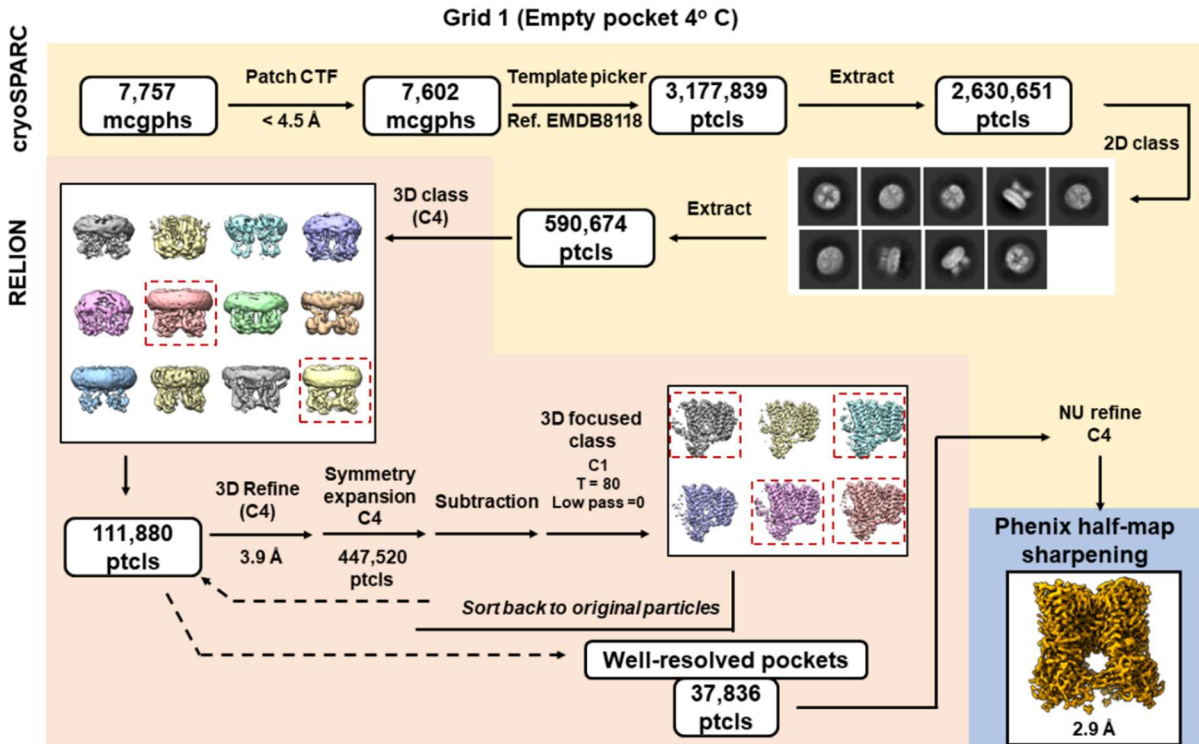 Grid 1 (Empty pocket 4º C)
cryoSPARC
7,757
mcgphs
Patch CTF
< 4.5 Å
7,602
mcgphs
Template picker
Ref. EMDB8118
3,177,839
ptcls
Extract
2,630,651
ptcls
2D class
Extract
590,674
ptcls
3D class
(C4)
RELION
111,880
ptcls
3D Refine
(C4)
3.9 Å
Symmetry
expansion
C4
447,520
ptcls
Subtraction
3D focused
class
C1
T = 80
Low pass =0
Sort back to original particles
Well-resolved pockets
37,836
ptcls
NU refine
C4
Phenix half-map
sharpening
2.9 Å